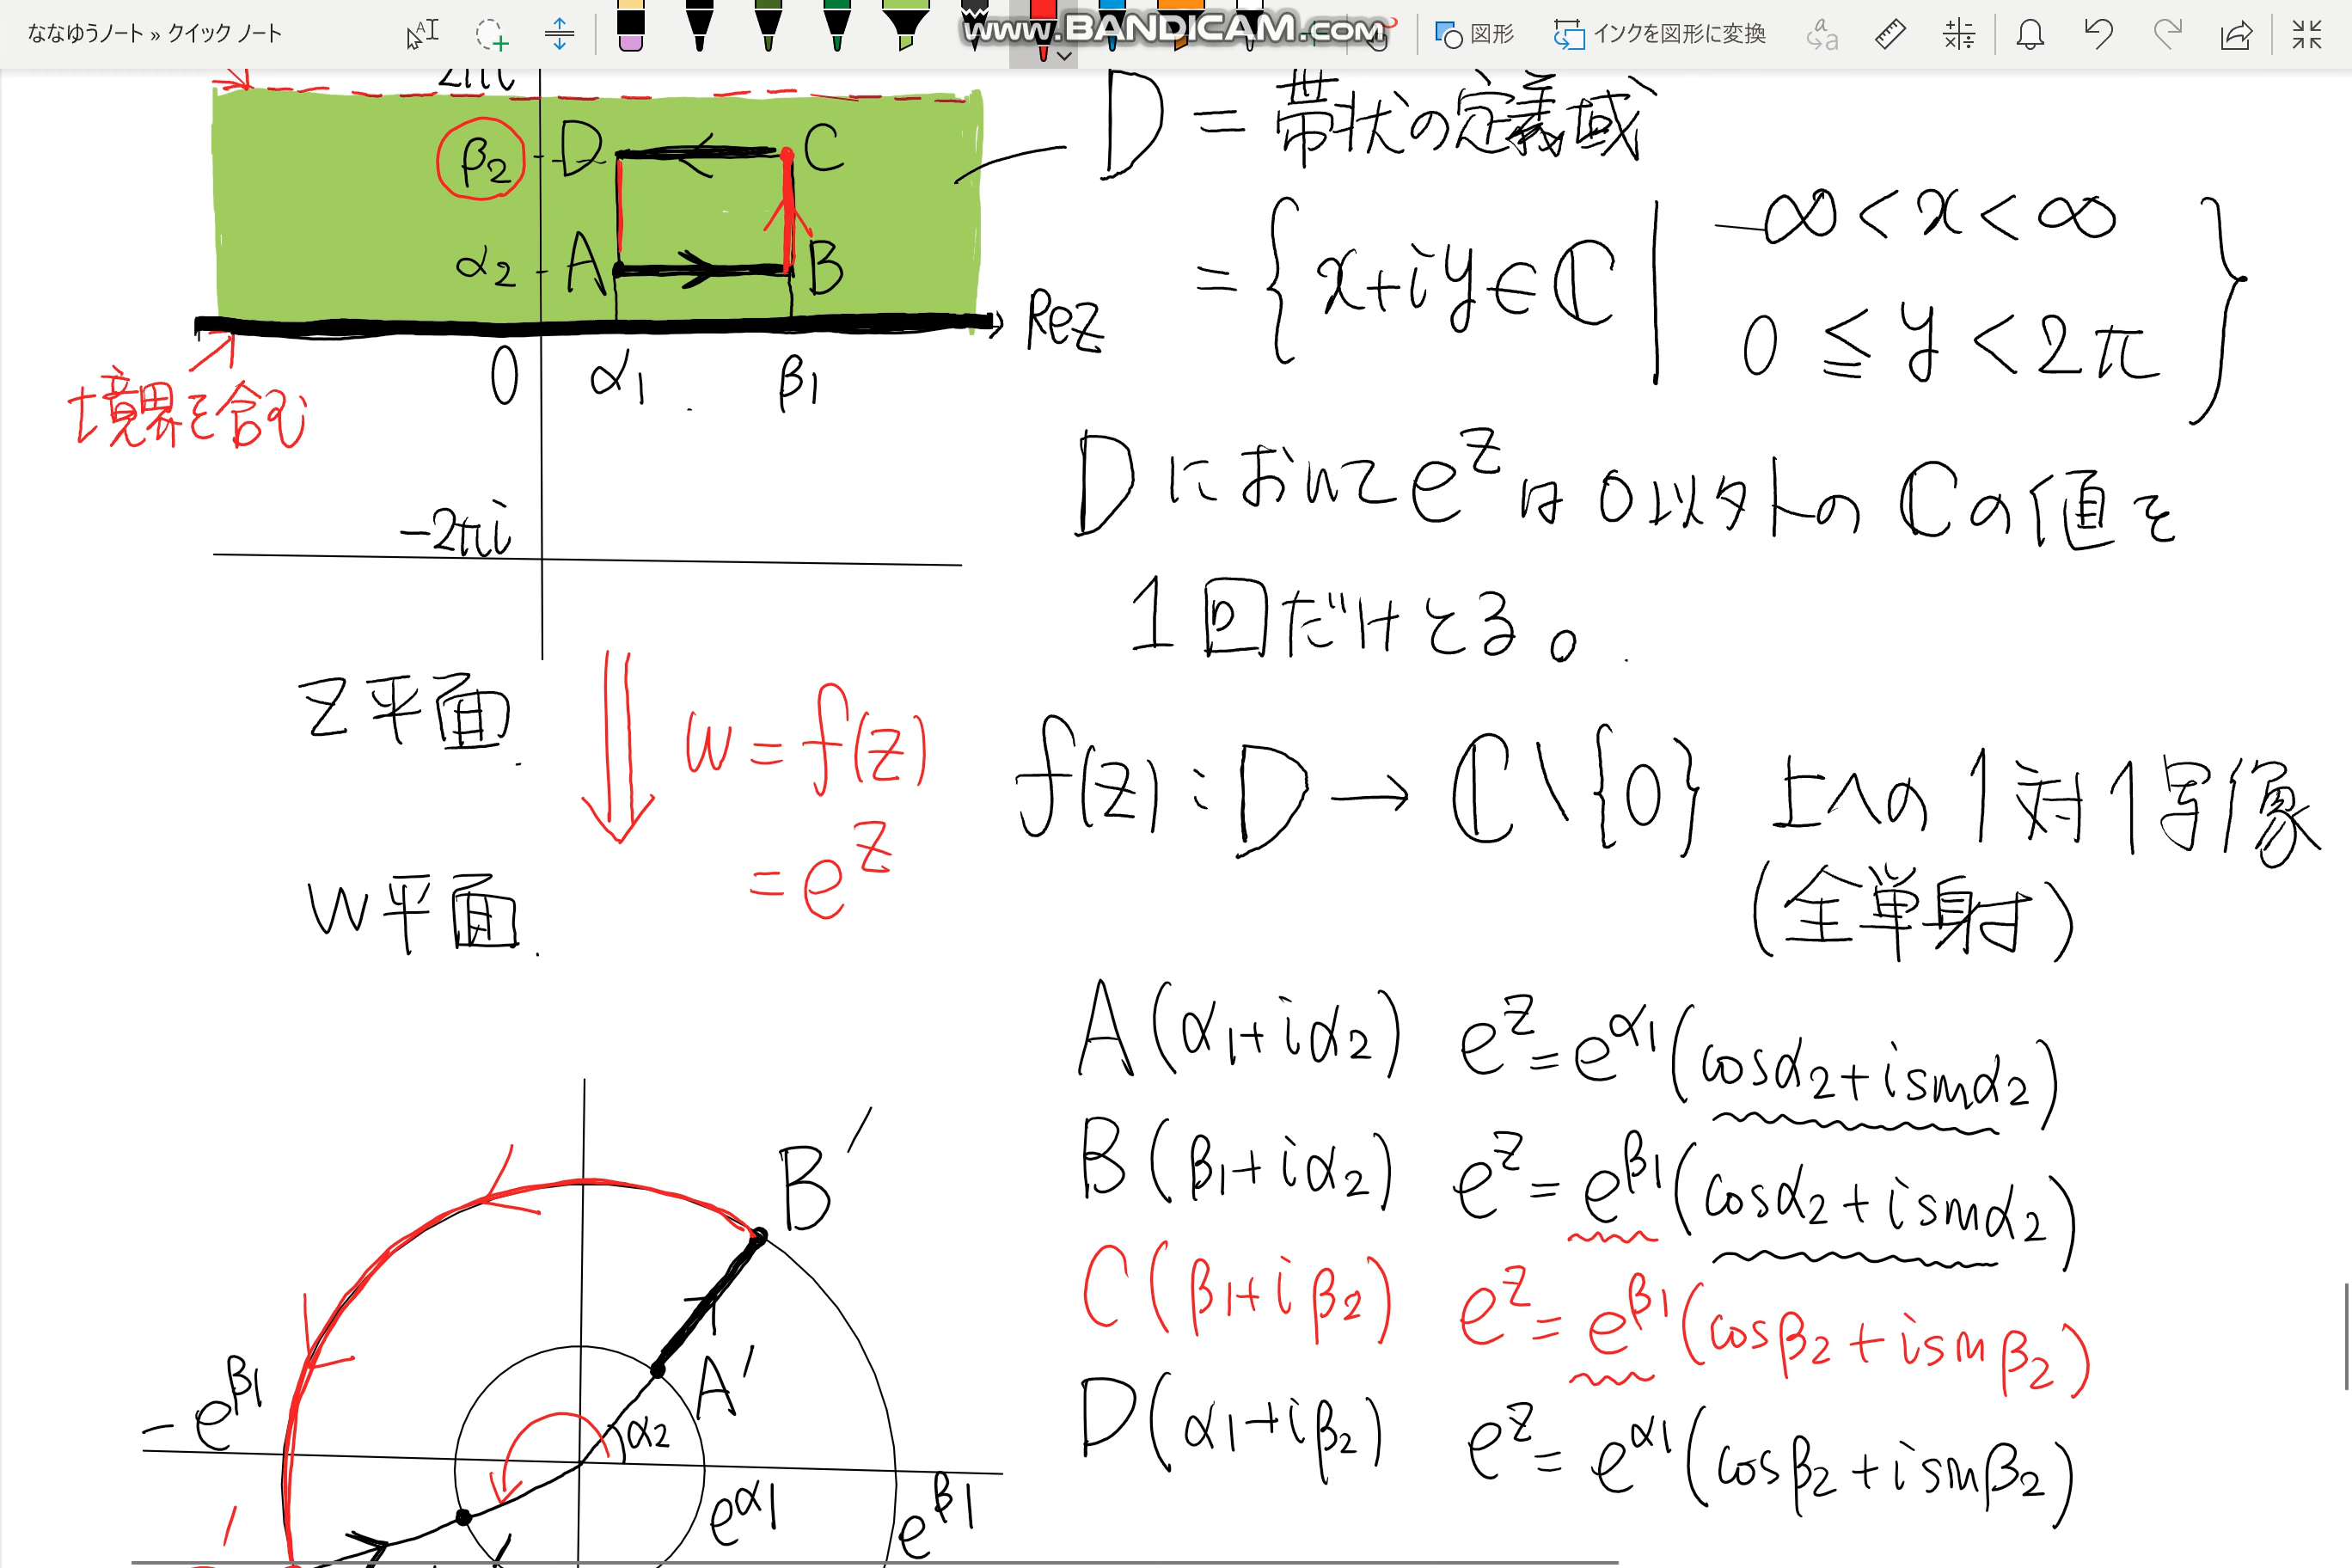 ななゆうノート » クイック ノート
www.BANDICAM.com
図形
インクを図形に変換
2πi
β2
D
C
α2
A
B
Rez
0
α1
β1
境界を含む
-2πi
D = 帯状の定義域
= { x+iy∈ℂ | -∞ < x < ∞
0 ≦ y < 2π }
Dにおいて e^z は 0以外の ℂの値を
1回だけとる。
z平面.
w = f(z)
= e^z
w平面.
f(z) : D → ℂ \ {0} 上への1対1写像
(全単射)
A(α1+iα2) e^z = e^α1(cosα2+isinα2)
B(β1+iα2) e^z = e^β1(cosα2+isinα2)
C(β1+iβ2) e^z = e^β1(cosβ2+isinβ2)
D(α1+iβ2) e^z = e^α1(cosβ2+isinβ2)
B′
A′
-e^β1
α2
e^α1
e^β1